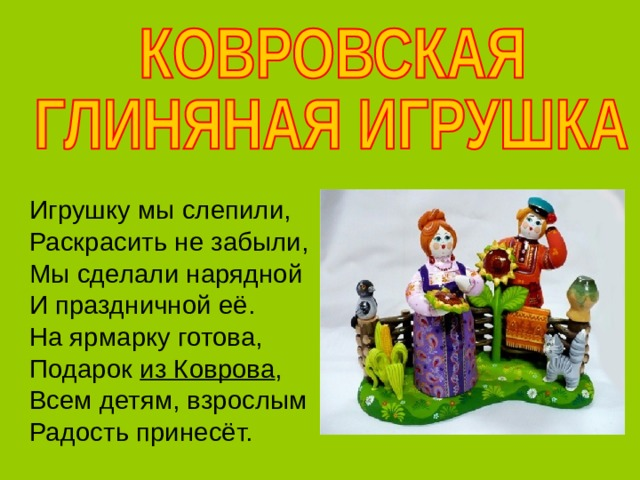 КОВРОВСКАЯ
ГЛИНЯНАЯ ИГРУШКА
Игрушку мы слепили,
Раскрасить не забыли,
Мы сделали нарядной
И праздничной её.
На ярмарку готова,
Подарок из Коврова,
Всем детям, взрослым
Радость принесёт.